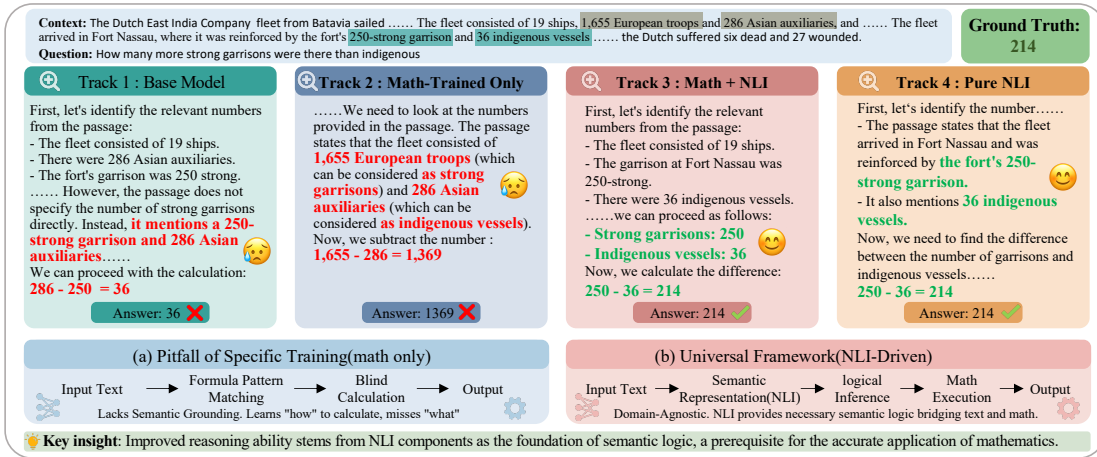 Context: The Dutch East India Company fleet from Batavia sailed …… The fleet consisted of 19 ships, 1,655 European troops and 286 Asian auxiliaries, and …… The fleet
arrived in Fort Nassau, where it was reinforced by the fort's 250-strong garrison and 36 indigenous vessels …… the Dutch suffered six dead and 27 wounded.
Question: How many more strong garrisons were there than indigenous
Ground Truth:
214
Track 1 : Base Model
First, let's identify the relevant numbers
from the passage:
- The fleet consisted of 19 ships.
- There were 286 Asian auxiliaries.
- The fort's garrison was 250 strong.
…… However, the passage does not
specify the number of strong garrisons
directly. Instead, it mentions a 250-
strong garrison and 286 Asian
auxiliaries……
We can proceed with the calculation:
286 - 250 = 36
Answer: 36
Track 2 : Math-Trained Only
……We need to look at the numbers
provided in the passage. The passage
states that the fleet consisted of
1,655 European troops (which
can be considered as strong
garrisons) and 286 Asian
auxiliaries (which can be
considered as indigenous vessels).
Now, we subtract the number :
1,655 - 286 = 1,369
Answer: 1369
Track 3 : Math + NLI
First, let's identify the relevant
numbers from the passage:
- The fleet consisted of 19 ships.
- The garrison at Fort Nassau was
250-strong.
- There were 36 indigenous vessels.
……we can proceed as follows:
- Strong garrisons: 250
- Indigenous vessels: 36
Now, we calculate the difference:
250 - 36 = 214
Answer: 214
Track 4 : Pure NLI
First, let‘s identify the number……
- The passage states that the fleet
arrived in Fort Nassau and was
reinforced by the fort's 250-
strong garrison.
- It also mentions 36 indigenous
vessels.
Now, we need to find the difference
between the number of garrisons and
indigenous vessels……
250 - 36 = 214
Answer: 214
(a) Pitfall of Specific Training(math only)
Input Text
Formula Pattern
Matching
Blind
Calculation
Output
Lacks Semantic Grounding. Learns "how" to calculate, misses "what"
(b) Universal Framework(NLI-Driven)
Input Text
Semantic
Representation(NLI)
logical
Inference
Math
Execution
Output
Domain-Agnostic. NLI provides necessary semantic logic bridging text and math.
Key insight: Improved reasoning ability stems from NLI components as the foundation of semantic logic, a prerequisite for the accurate application of mathematics.